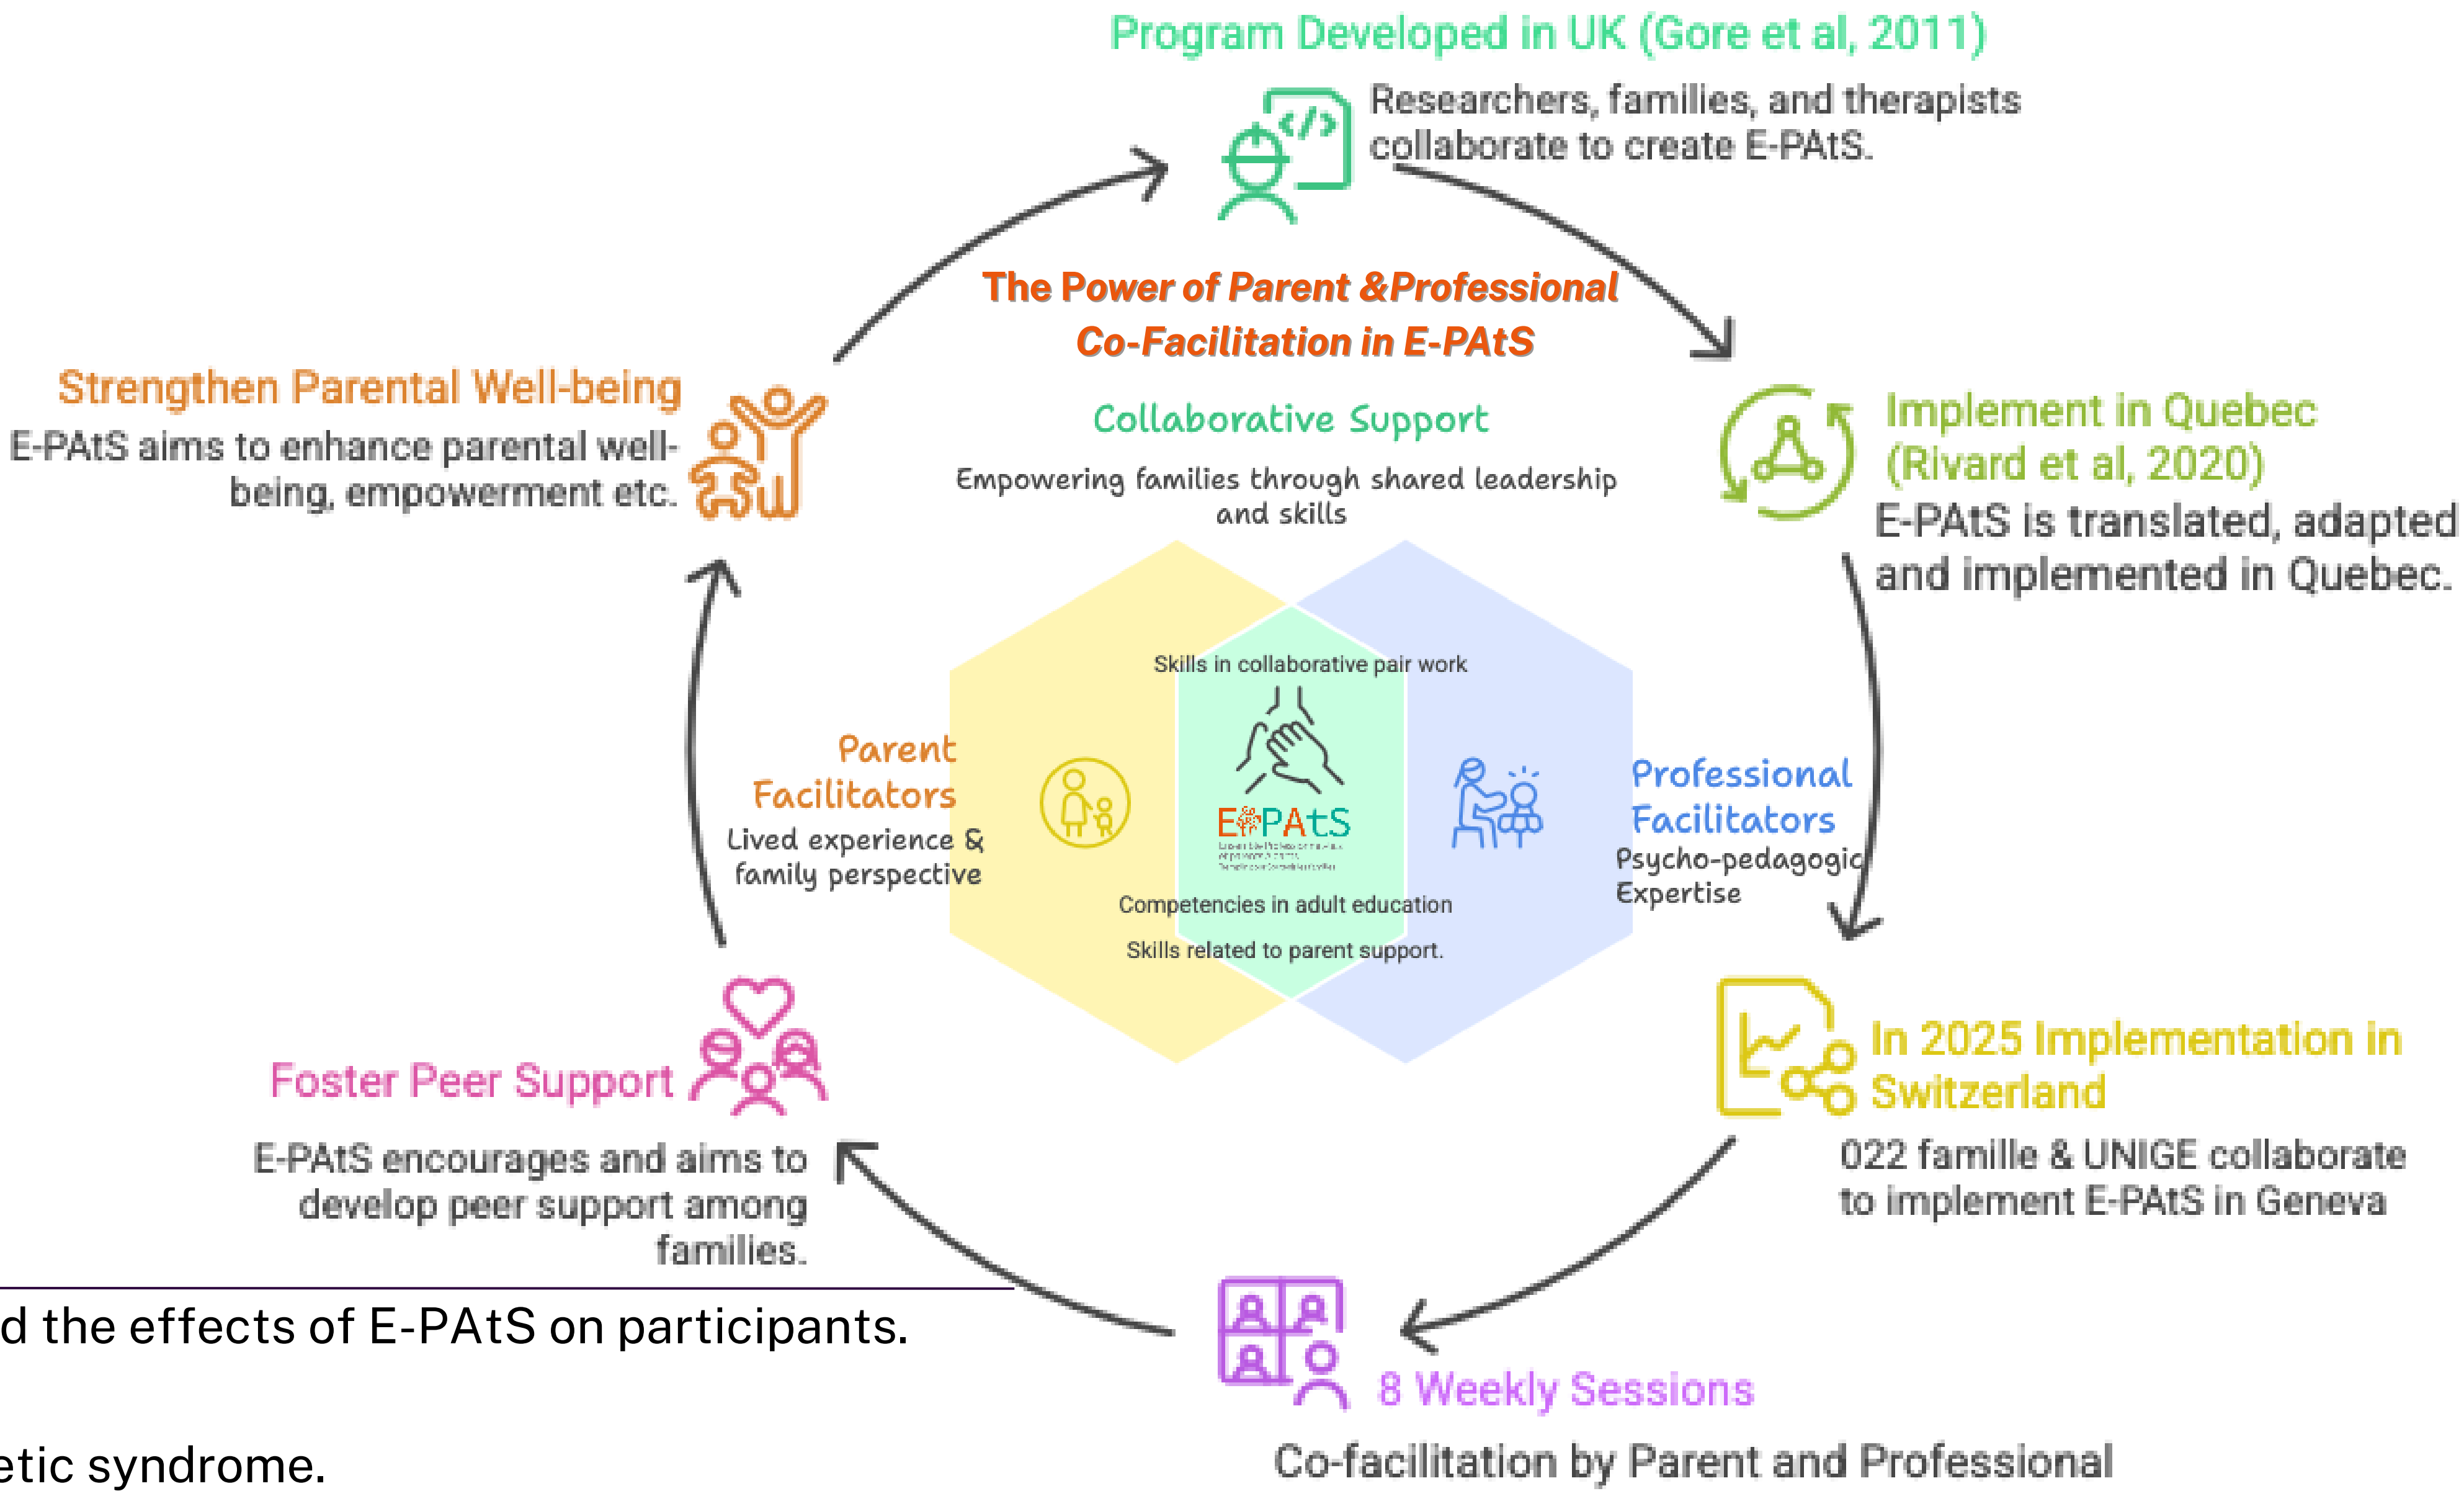 Program Developed in UK (Gore et al, 2011)
Researchers, families, and therapists
collaborate to create E-PAtS.
The Power of Parent &Professional
Co-Facilitation in E-PAtS
Collaborative Support
Empowering families through shared leadership
and skills
Strengthen Parental Well-being
E-PAtS aims to enhance parental well-
being, empowerment etc.
Implement in Quebec
(Rivard et al, 2020)
E-PAtS is translated, adapted
and implemented in Quebec.
Skills in collaborative pair work
Parent
Facilitators
Lived experience &
family perspective
E PAtS
Competencies in adult education
Skills related to parent support.
Professional
Facilitators
Psycho-pedagogic
Expertise
In 2025 Implementation in
Switzerland
022 famille & UNIGE collaborate
to implement E-PAtS in Geneva
Foster Peer Support
E-PAtS encourages and aims to
develop peer support among
families.
8 Weekly Sessions
Co-facilitation by Parent and Professional
d the effects of E-PAtS on participants.
etic syndrome.